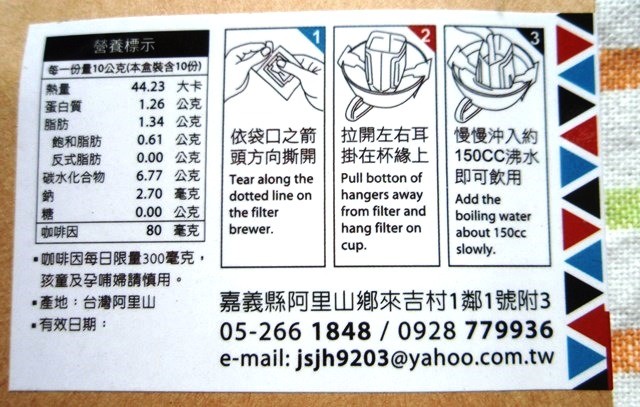 營養標示
每一份量10公克(本盒裝含10份)
熱量 44.23 大卡
蛋白質 1.26 公克
脂肪 1.34 公克
飽和脂肪 0.61 公克
反式脂肪 0.00 公克
碳水化合物 6.77 公克
鈉 2.70 毫克
糖 0.00 公克
咖啡因 80 毫克
▪咖啡因每日限量300毫克，
孩童及孕哺婦請慎用。
▪產地：台灣阿里山
▪有效日期：
1
依袋口之箭
頭方向撕開
Tear along the
dotted line on
the filter
brewer.
2
拉開左右耳
掛在杯緣上
Pull botton of
hangers away
from filter and
hang filter on
cup.
3
慢慢沖入約
150CC沸水
即可飲用
Add the
boiling water
about 150cc
slowly.
嘉義縣阿里山鄉來吉村1鄰1號附3
05-266 1848 / 0928 779936
e-mail: jsjh9203@yahoo.com.tw